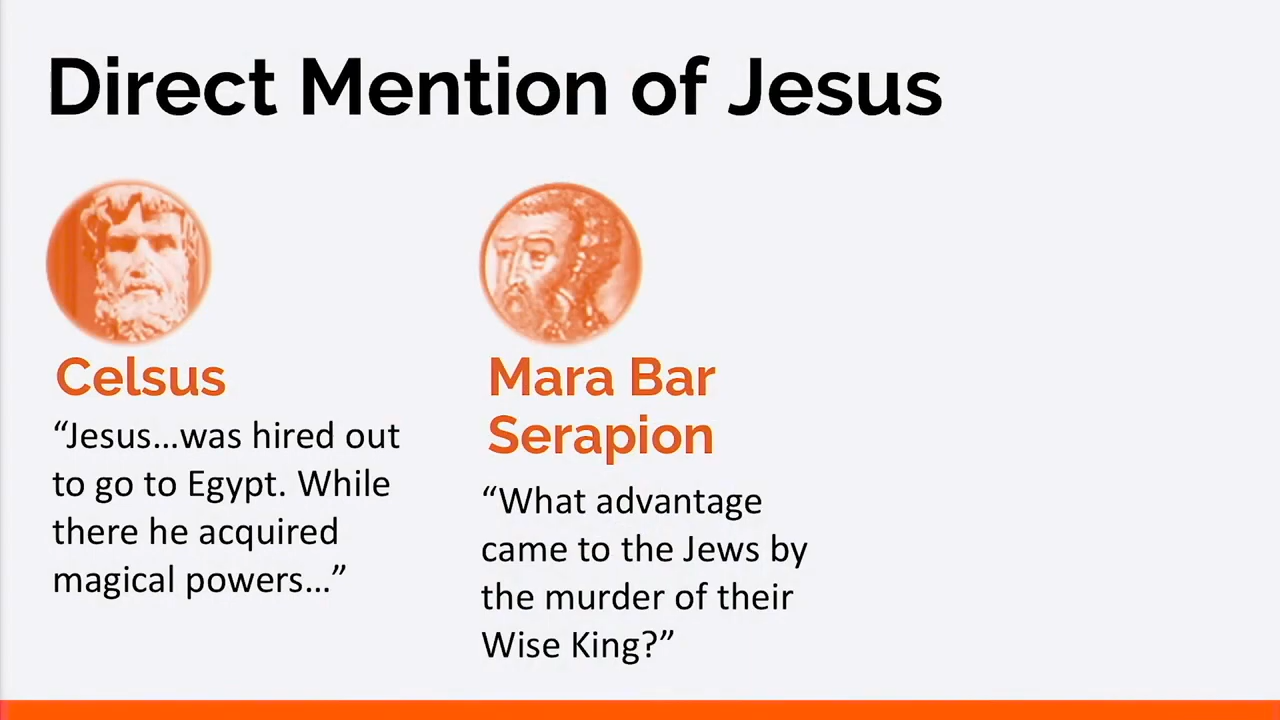 Direct Mention of Jesus
Celsus
“Jesus…was hired out
to go to Egypt. While
there he acquired
magical powers…”
Mara Bar
Serapion
“What advantage
came to the Jews by
the murder of their
Wise King?”